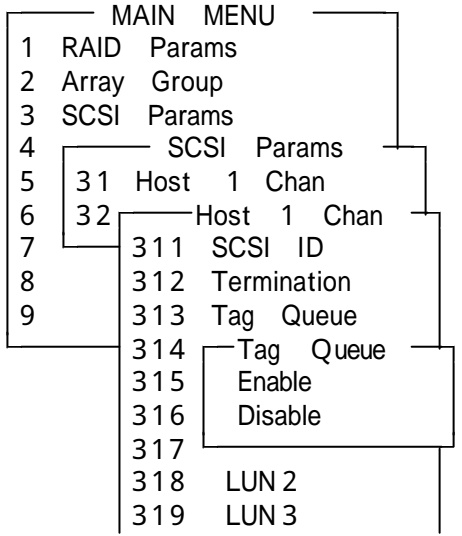 MAIN MENU
1 RAID Params
2 Array Group
3 SCSI Params
4 SCSI Params
5 31 Host 1 Chan
6 32 Host 1 Chan
7 311 SCSI ID
8 312 Termination
9 313 Tag Queue
314 Tag Queue
315 Enable
316 Disable
317
318 LUN 2
319 LUN 3